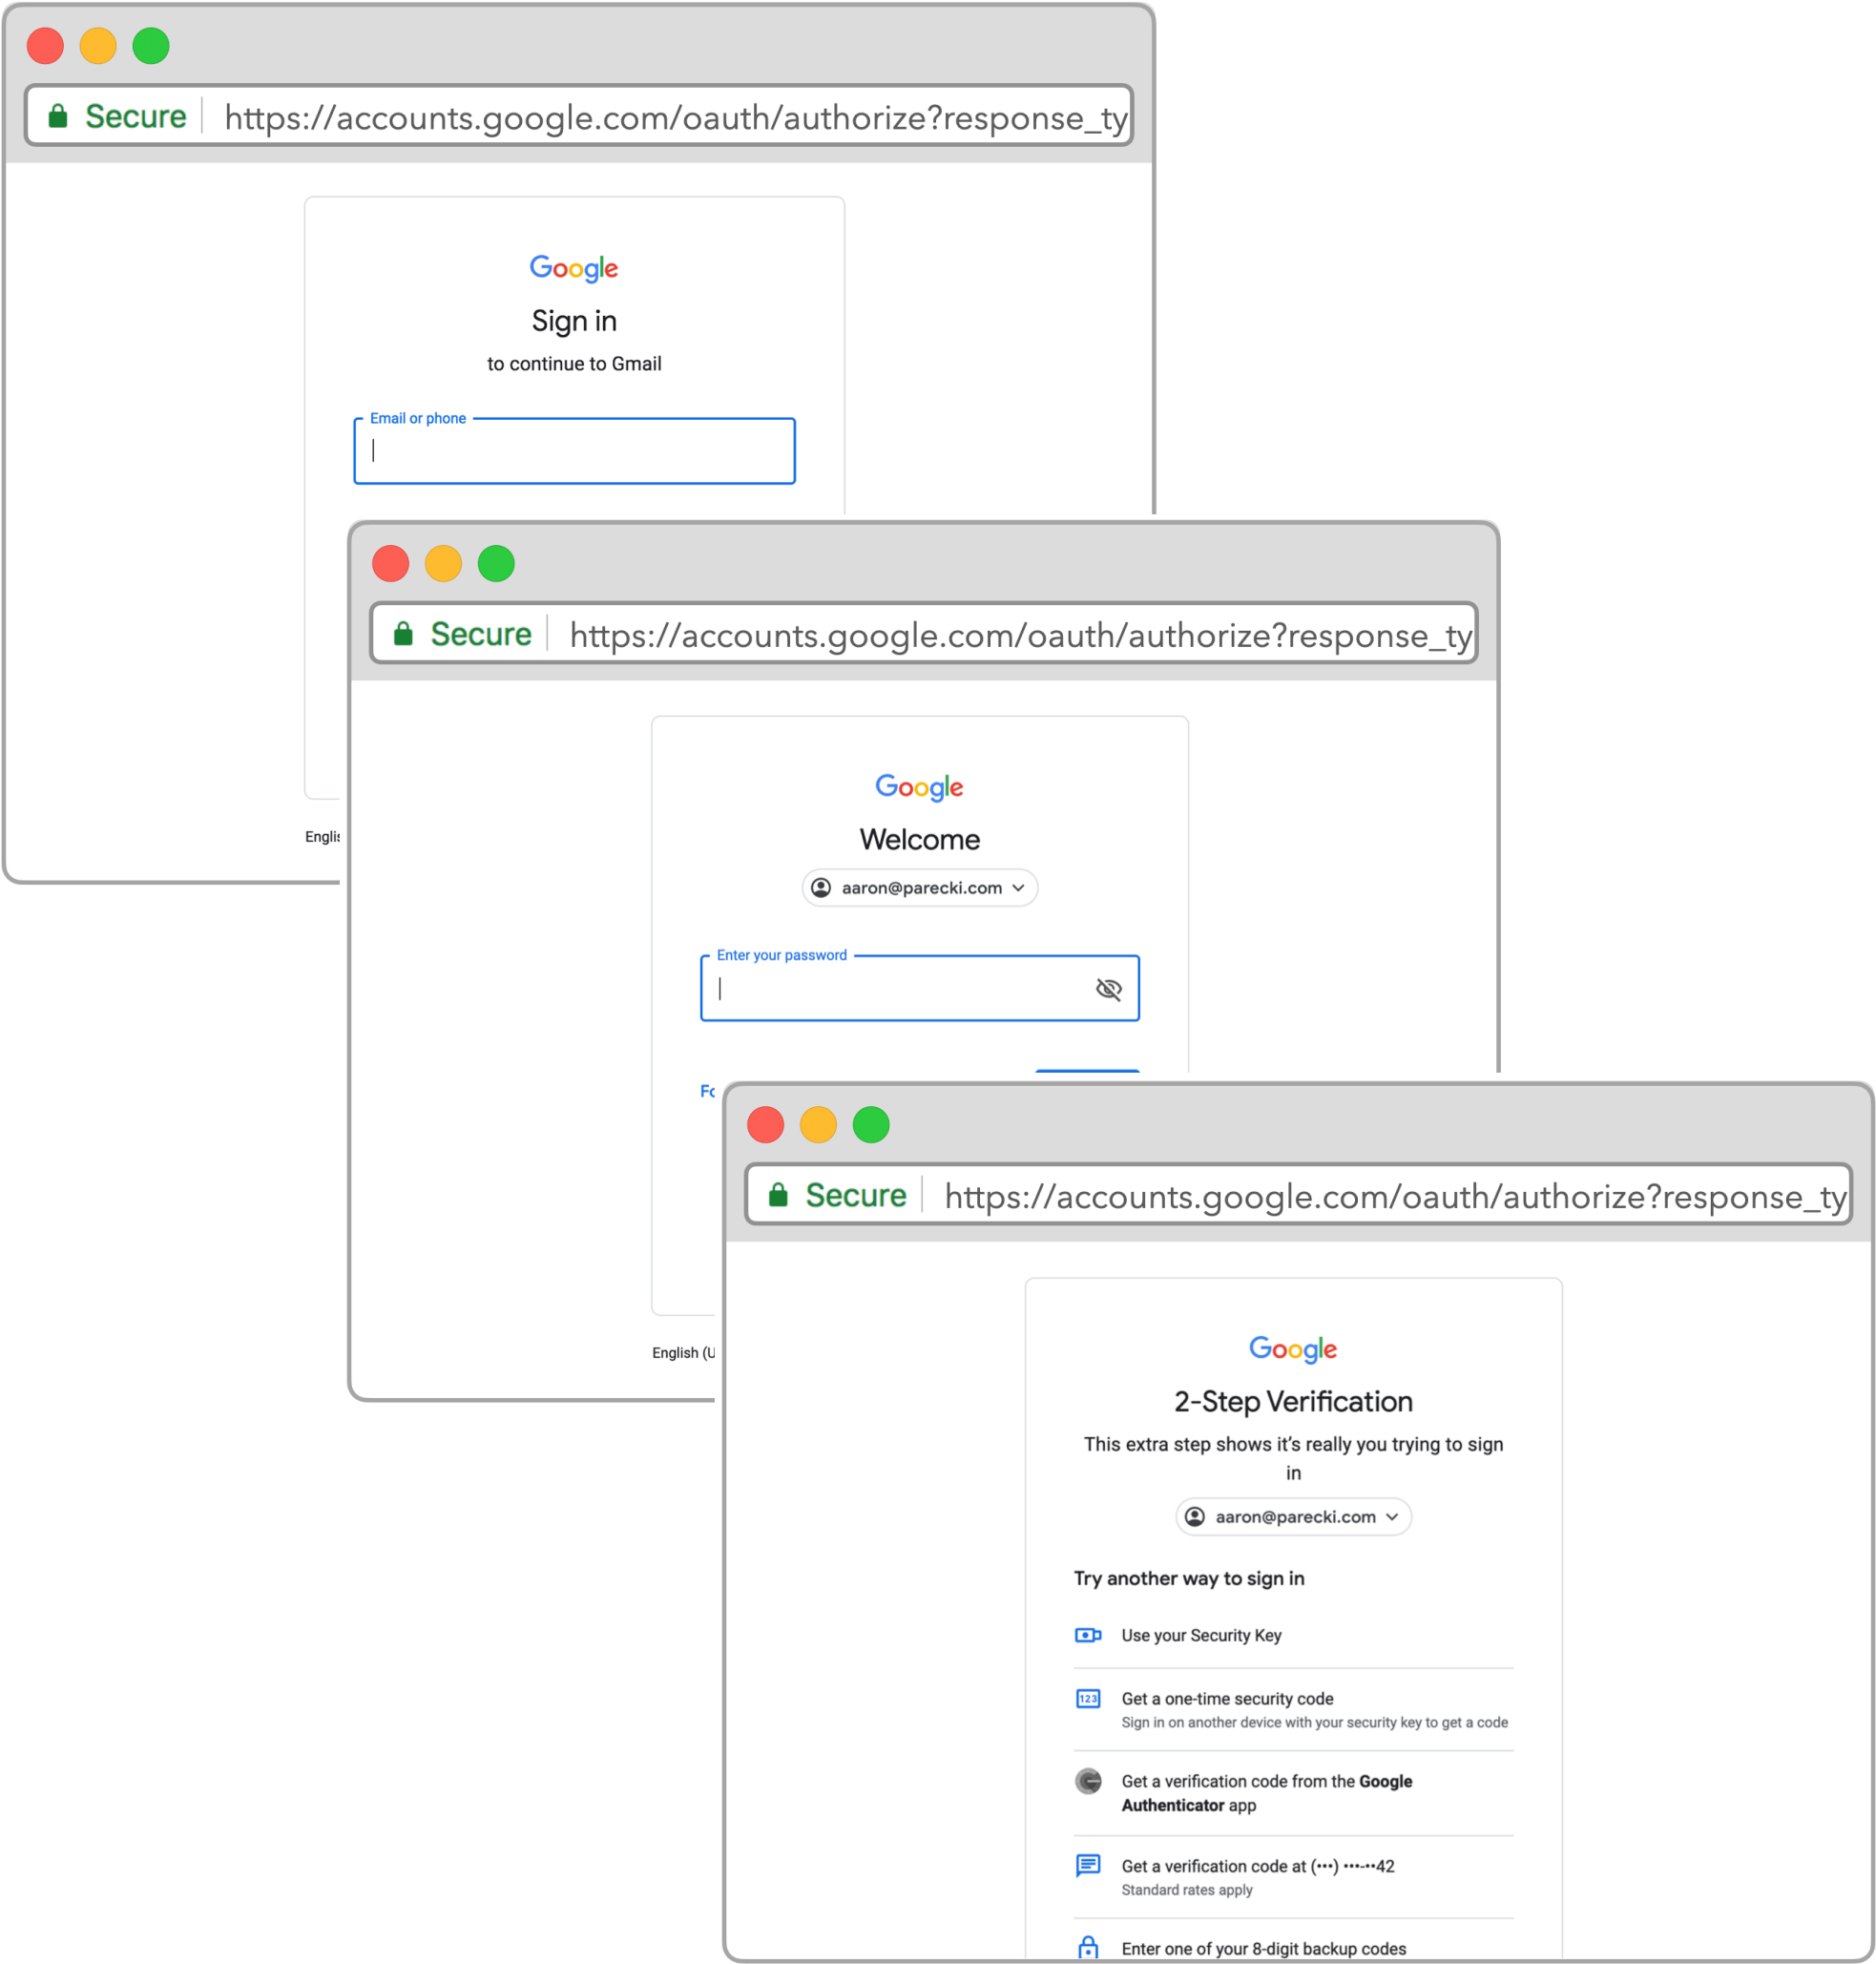 Secure https://accounts.google.com/oauth/authorize?response_ty
Google
Sign in
to continue to Gmail
Email or phone
Englis
Secure https://accounts.google.com/oauth/authorize?response_ty
Google
Welcome
aaron@parecki.com
Enter your password
Fo
English (U
Secure https://accounts.google.com/oauth/authorize?response_ty
Google
2-Step Verification
This extra step shows it’s really you trying to sign
in
aaron@parecki.com
Try another way to sign in
Use your Security Key
123
Get a one-time security code
Sign in on another device with your security key to get a code
Get a verification code from the Google
Authenticator app
Get a verification code at (•••) •••-••42
Standard rates apply
Enter one of your 8-digit backup codes